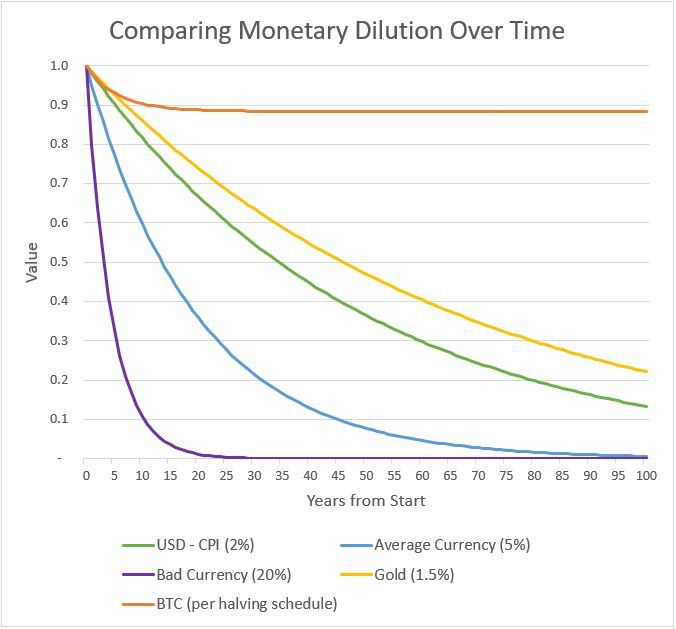 Comparing Monetary Dilution Over Time
1.0
0.9
0.8
0.7
0.6
0.5
0.4
0.3
0.2
0.1
-
Value
0 5 10 15 20 25 30 35 40 45 50 55 60 65 70 75 80 85 90 95 100
Years from Start
USD - CPI (2%) Average Currency (5%)
Bad Currency (20%) Gold (1.5%)
BTC (per halving schedule)